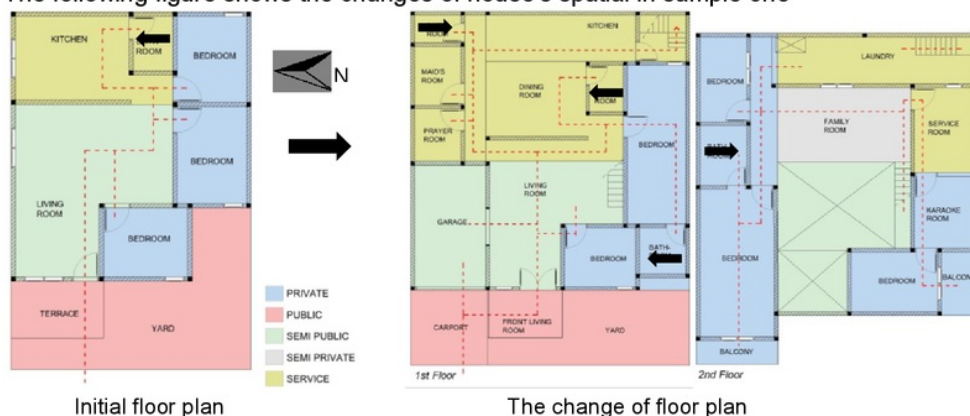 The following figure shows the changes of house's spatial in sample one
KITCHEN
ROOM
BEDROOM
BEDROOM
LIVING
ROOM
BEDROOM
TERRACE
YARD
N
PRIVATE
PUBLIC
SEMI PUBLIC
SEMI PRIVATE
SERVICE
Initial floor plan
ROOM
KITCHEN
MAID'S
ROOM
DINING
ROOM
ROOM
PRAYER
ROOM
BEDROOM
LIVING
ROOM
GARAGE
BEDROOM
BATH-
CARPORT
FRONT LIVING
ROOM
YARD
1st Floor
LAUNDRY
BEDROOM
FAMILY
ROOM
SERVICE
ROOM
KARAOKE
ROOM
BEDROOM
BEDROOM
BALCONY
2nd Floor
The change of floor plan